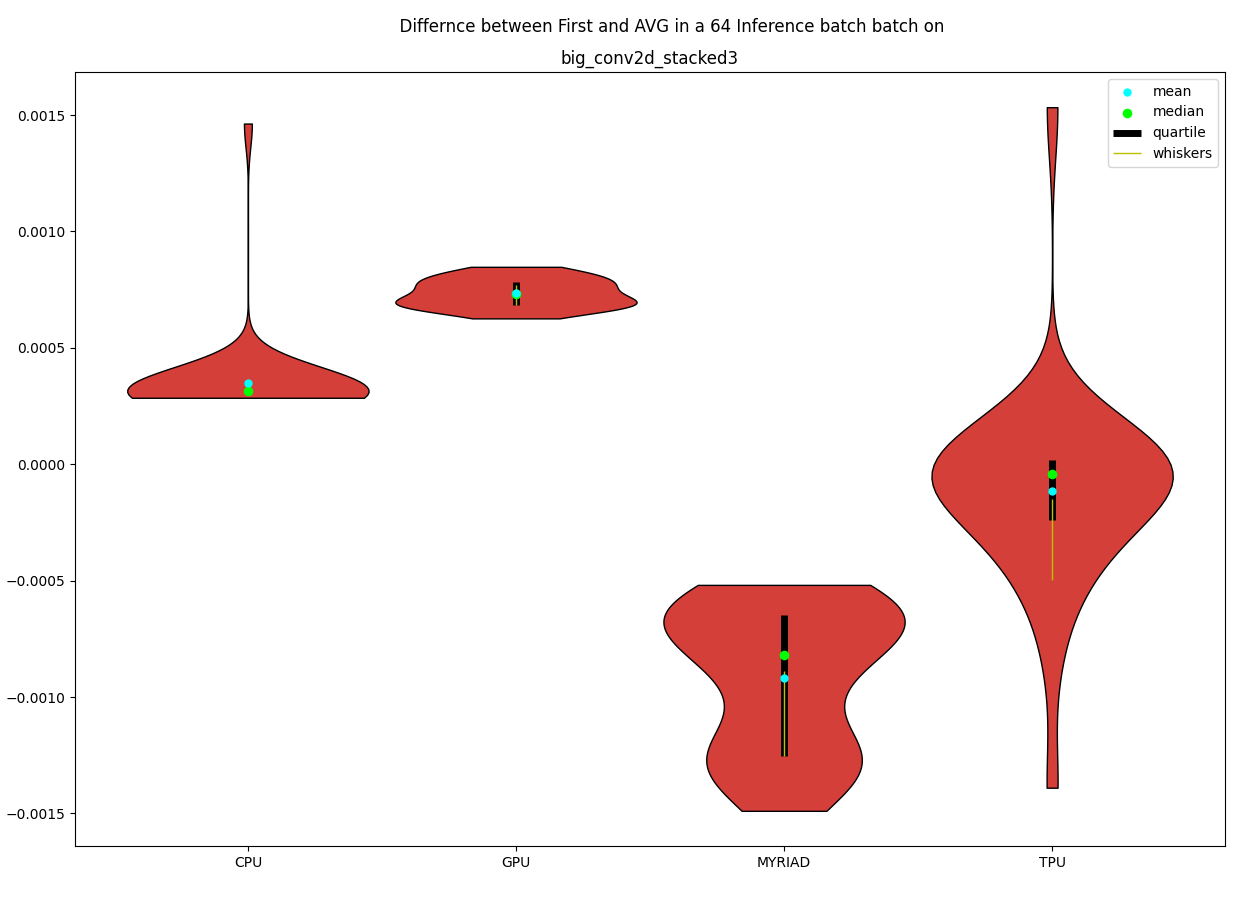 Differnce between First and AVG in a 64 Inference batch batch on
big_conv2d_stacked3
mean
median
quartile
whiskers
0.0015
0.0010
0.0005
0.0000
−0.0005
−0.0010
−0.0015
CPU GPU MYRIAD TPU